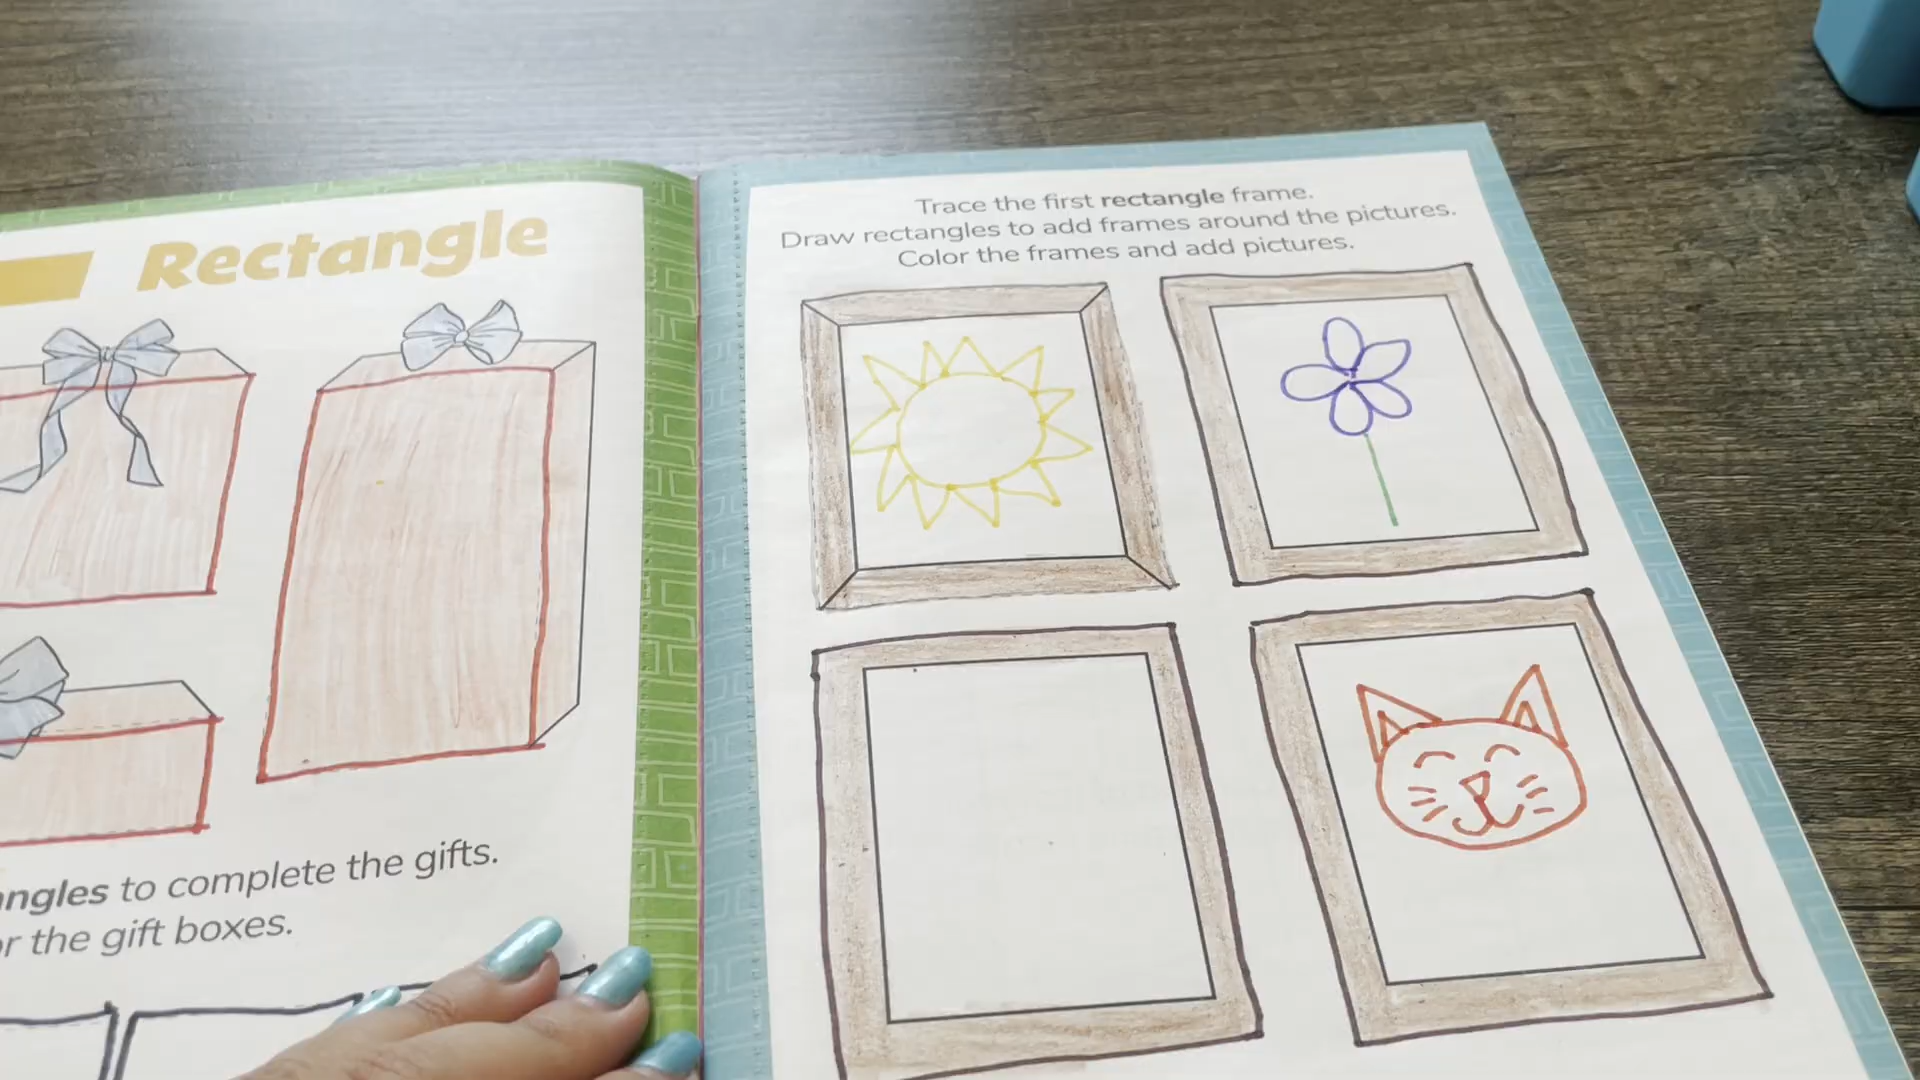 Rectangle
angles to complete the gifts.
the gift boxes.
Trace the first rectangle frame.
Draw rectangles to add frames around the pictures.
Color the frames and add pictures.